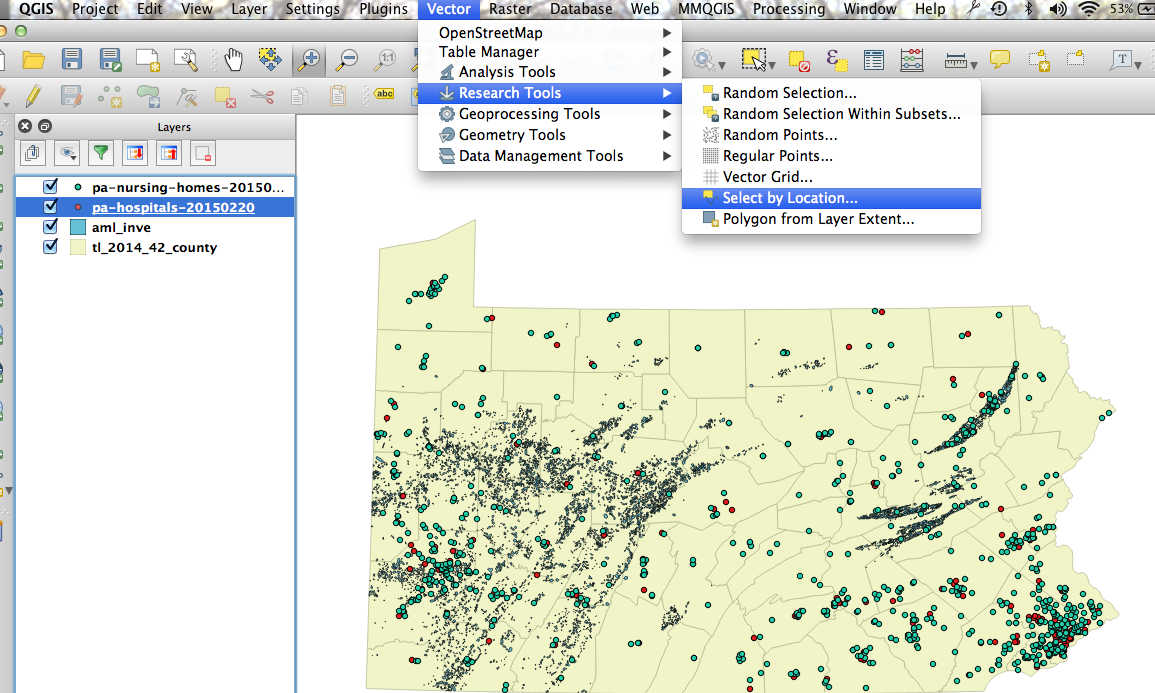 QGIS Project Edit View Layer Settings Plugins Vector Raster Database Web MMQGIS Processing Window Help 53%
OpenStreetMap
Table Manager
Analysis Tools
Research Tools
Geoprocessing Tools
Geometry Tools
Data Management Tools
Random Selection...
Random Selection Within Subsets...
Random Points...
Regular Points...
Vector Grid...
Select by Location...
Polygon from Layer Extent...
1:1
ε
T
abc
Layers
pa-nursing-homes-20150...
pa-hospitals-20150220
aml_inve
tl_2014_42_county